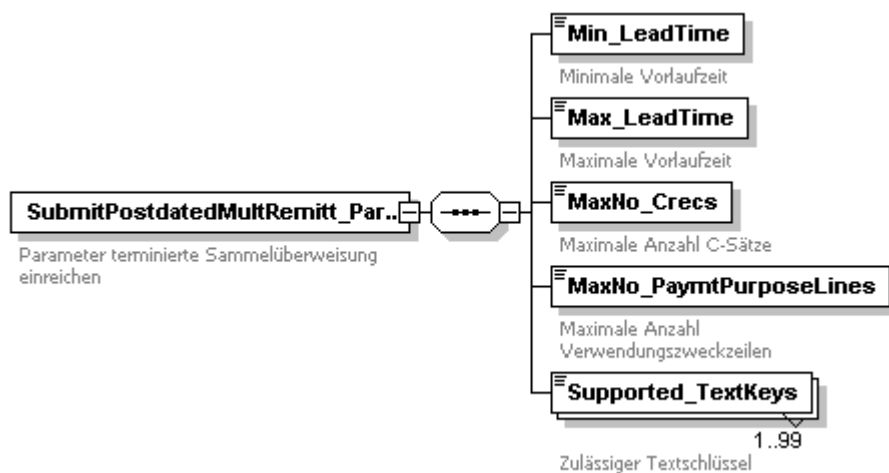 Min_LeadTime
Minimale Vorlaufzeit
Max_LeadTime
Maximale Vorlaufzeit
SubmitPostdatedMultRemitt_Par..
Parameter terminierte Sammelüberweisung
einreichen
MaxNo_Crecs
Maximale Anzahl C-Sätze
MaxNo_PaymtPurposeLines
Maximale Anzahl
Verwendungszweckzeilen
Supported_TextKeys
1..99
Zulässiger Textschlüssel